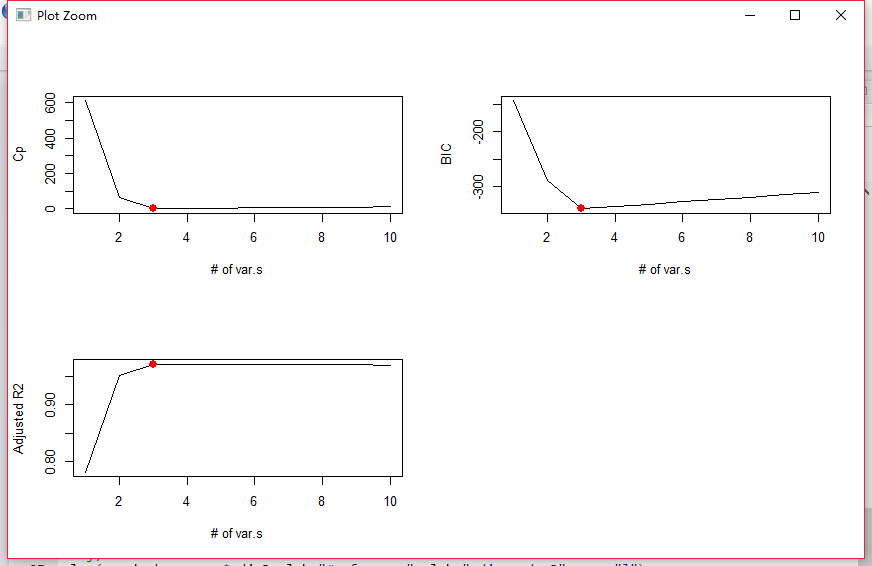 Plot Zoom
Cp
600
400
200
0
2 4 6 8 10
# of var.s
BIC
-200
-300
2 4 6 8 10
# of var.s
Adjusted R2
0.90
0.80
2 4 6 8 10
# of var.s